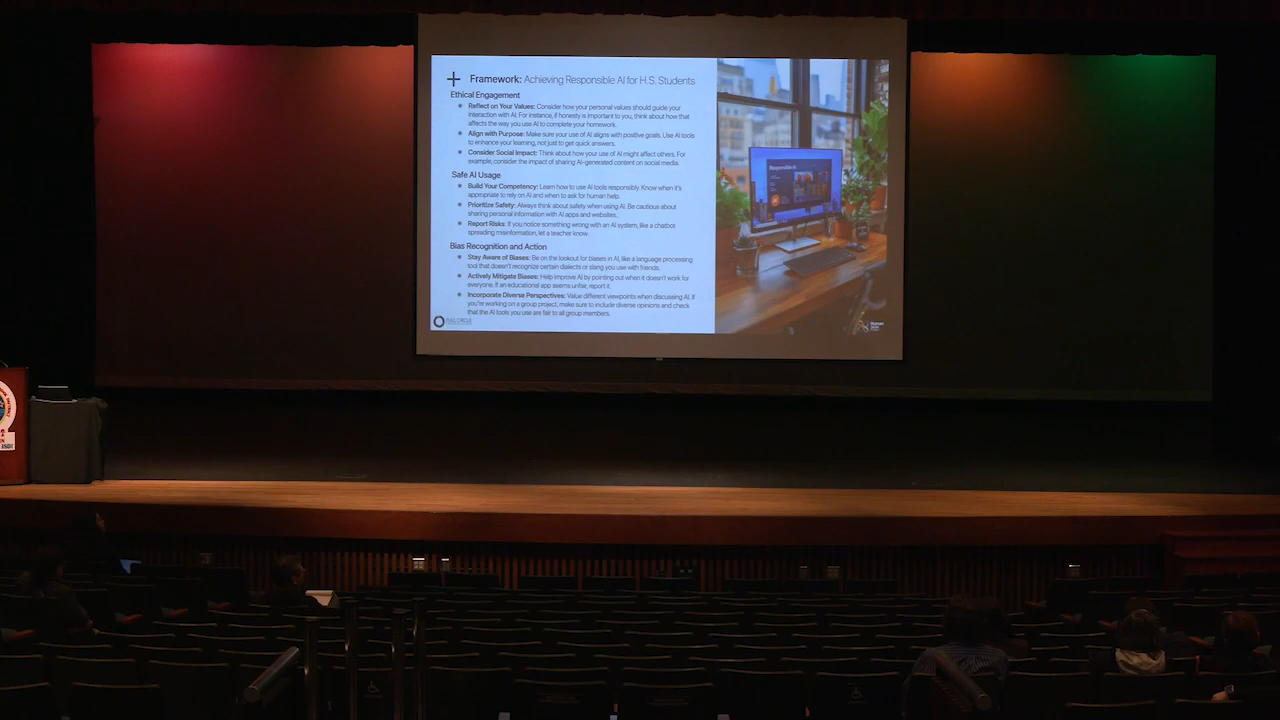 Framework: Achieving Responsible AI for H.S. Students
Ethical Engagement
Reflect on Your Values: Consider how your personal values should guide your
interaction with AI. For instance, if honesty is important to you, think about how that
affects the way you use AI to complete your homework.
Align with Purpose: Make sure your use of AI aligns with positive goals. Use AI tools
to enhance your learning, not just to get quick answers.
Consider Social Impact: Think about how your use of AI might affect others. For
example, consider the impact of sharing AI-generated content on social media.
Safe AI Usage
Build Your Competency: Learn how to use AI tools responsibly. Know when it's
appropriate to rely on AI and when to ask for human help.
Prioritize Safety: Always think about safety when using AI. Be cautious about
sharing personal information with AI apps and websites.
Report Risks: If you notice something wrong with an AI system, like a chatbot
spreading misinformation, let a teacher know.
Bias Recognition and Action
Stay Aware of Biases: Be on the lookout for biases in AI, like a language processing
tool that doesn't recognize certain dialects or slang you use with friends.
Actively Mitigate Biases: Help improve AI by pointing out when it doesn't work for
everyone. If an educational app seems unfair, report it.
Incorporate Diverse Perspectives: Value different viewpoints when discussing AI. If
you're working on a group project, make sure to include diverse opinions and check
that the AI tools you use are fair to all group members.
FULL CIRCLE
Responsible AI
Human